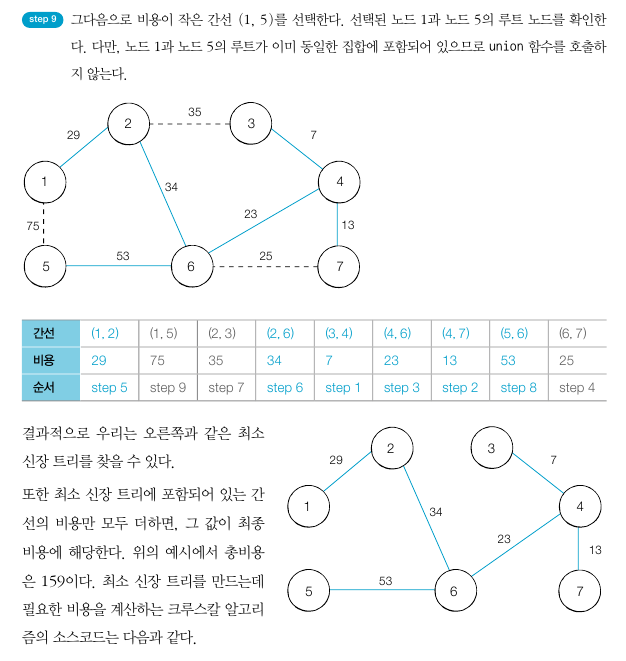 step 9 그다음으로 비용이 작은 간선 (1, 5)를 선택한다. 선택된 노드 1과 노드 5의 루트 노드를 확인한
다. 다만, 노드 1과 노드 5의 루트가 이미 동일한 집합에 포함되어 있으므로 union 함수를 호출하
지 않는다.
35
2 3
29 7
1 34 4
23
75 13
53 25
5 6 7
간선 (1, 2) (1, 5) (2, 3) (2, 6) (3, 4) (4, 6) (4, 7) (5, 6) (6, 7)
비용 29 75 35 34 7 23 13 53 25
순서 step 5 step 9 step 7 step 6 step 1 step 3 step 2 step 8 step 4
결과적으로 우리는 오른쪽과 같은 최소
신장 트리를 찾을 수 있다.
또한 최소 신장 트리에 포함되어 있는 간
선의 비용만 모두 더하면, 그 값이 최종
비용에 해당한다. 위의 예시에서 총비용
은 159이다. 최소 신장 트리를 만드는데
필요한 비용을 계산하는 크루스칼 알고리
즘의 소스코드는 다음과 같다.
2 3
29 7
1 34 4
23 13
53
5 6 7